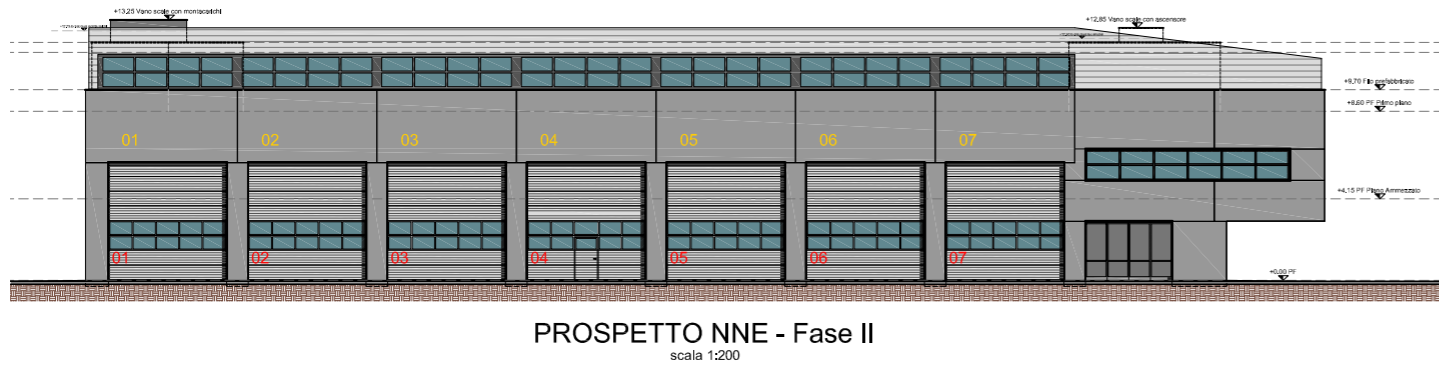 +13,25 Vano scale con montacarichi
+12,85 Vano scale con ascensore
+9,70 Filo prefabbricato
+8,60 PF Primo piano
01 02 03 04 05 06 07
+4,15 PF Piano Ammezzato
01 02 03 04 05 06 07
+0,00 PF
PROSPETTO NNE - Fase II
scala 1:200